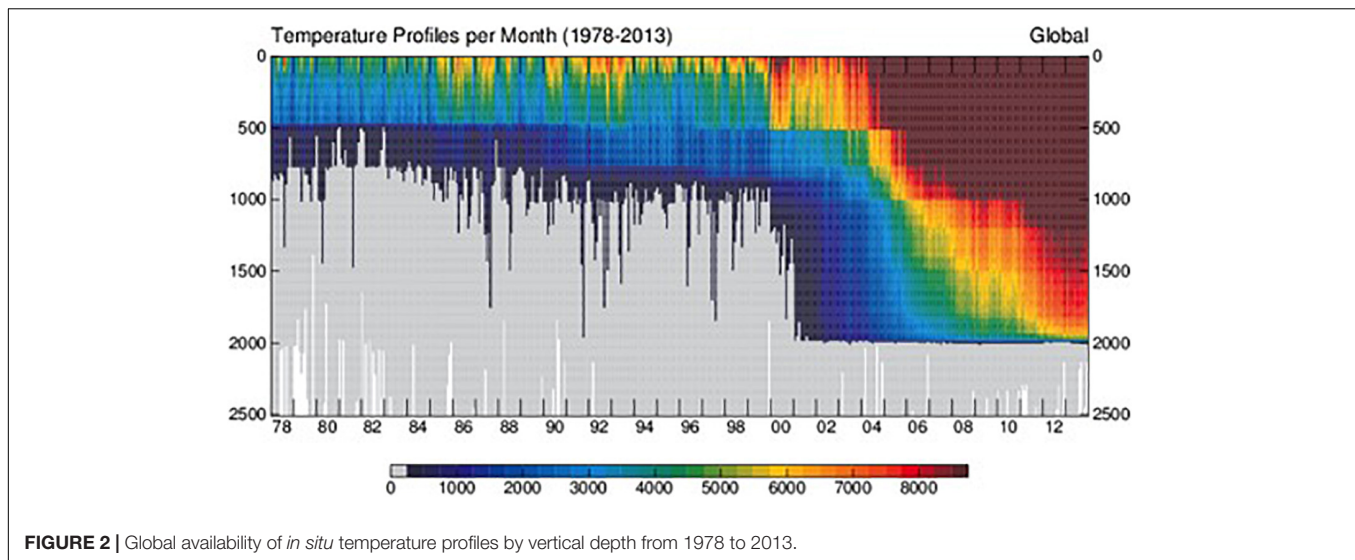 Temperature Profiles per Month (1978-2013) Global
0 0
500 500
1000 1000
1500 1500
2000 2000
2500 2500
78 80 82 84 86 88 90 92 94 96 98 00 02 04 06 08 10 12
0 1000 2000 3000 4000 5000 6000 7000 8000
FIGURE 2 | Global availability of in situ temperature profiles by vertical depth from 1978 to 2013.